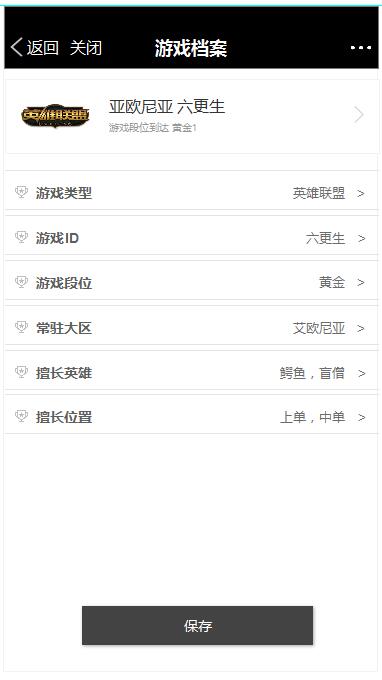 返回 关闭 游戏档案
英雄联盟
亚欧尼亚 六更生
游戏段位到达 黄金1
游戏类型 英雄联盟 >
游戏ID 六更生 >
游戏段位 黄金 >
常驻大区 艾欧尼亚 >
擅长英雄 鳄鱼，盲僧 >
擅长位置 上单，中单 >
保存